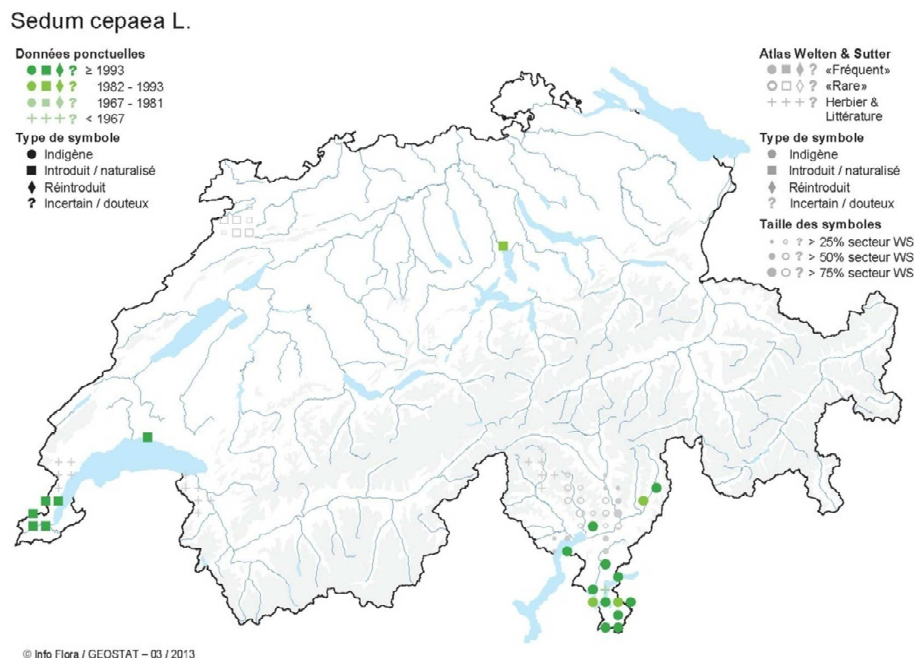 Sedum cepaea L.
Données ponctuelles
? ≥ 1993
? 1982 - 1993
? 1967 - 1981
+++? < 1967
Type de symbole
Indigène
Introduit / naturalisé
Réintroduit
? Incertain / douteux
Atlas Welten & Sutter
? «Fréquent»
? «Rare»
+++? Herbier &
Littérature
Type de symbole
Indigène
Introduit / naturalisé
Réintroduit
? Incertain / douteux
Taille des symboles
? > 25% secteur WS
? > 50% secteur WS
? > 75% secteur WS
© Info Flora / GEOSTAT – 03 / 2013